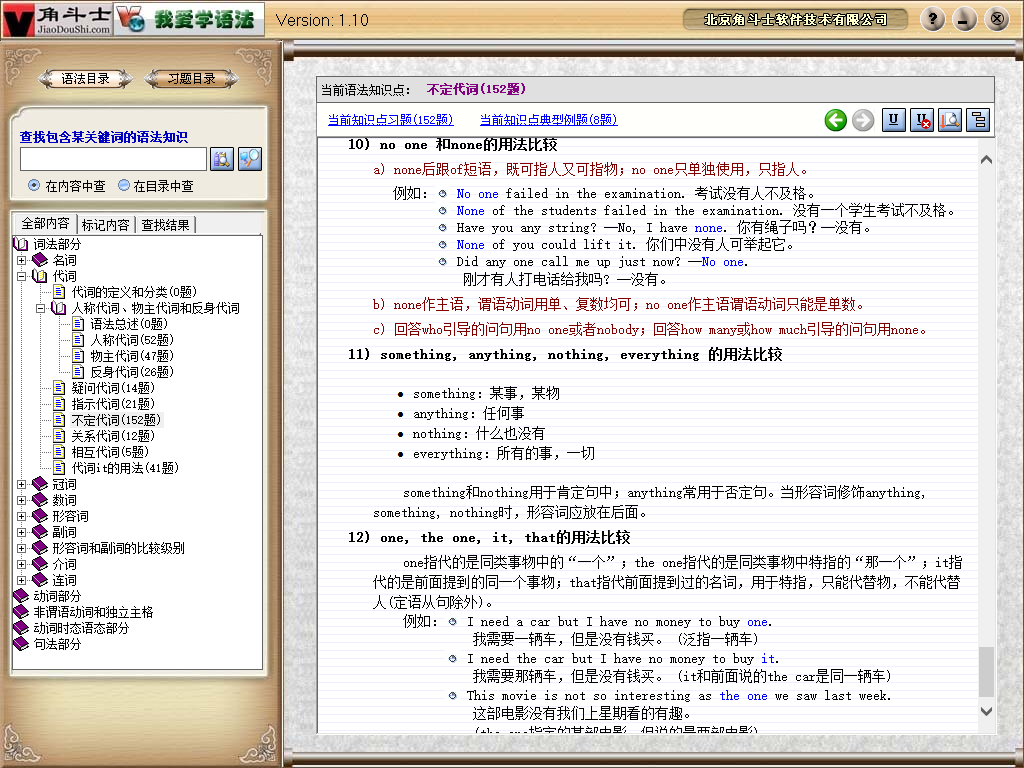 角斗士
JiaoDouShi.com
我爱学语法
Version: 1.10
北京角斗士软件技术有限公司
语法目录
习题目录
查找包含某关键词的语法知识
在内容中查
在目录中查
全部内容
标记内容
查找结果
词法部分
名词
代词
代词的定义和分类(0题)
人称代词、物主代词和反身代词
语法总述(0题)
人称代词(52题)
物主代词(47题)
反身代词(26题)
疑问代词(14题)
指示代词(21题)
不定代词(152题)
关系代词(12题)
相互代词(5题)
代词it的用法(41题)
冠词
数词
形容词
副词
形容词和副词的比较级别
介词
连词
动词部分
非谓语动词和独立主格
动词时态语态部分
句法部分
当前语法知识点： 不定代词(152题)
当前知识点习题(152题)
当前知识点典型例题(8题)
10) no one 和none的用法比较
a) none后跟of短语，既可指人又可指物；no one只单独使用，只指人。
例如： No one failed in the examination. 考试没有人不及格。
None of the students failed in the examination. 没有一个学生考试不及格。
Have you any string? —No, I have none. 你有绳子吗？—没有。
None of you could lift it. 你们中没有人可举起它。
Did any one call me up just now? —No one.
刚才有人打电话给我吗？—没有。
b) none作主语，谓语动词用单、复数均可；no one作主语谓语动词只能是单数。
c) 回答who引导的问句用no one或者nobody；回答how many或how much引导的问句用none。
11) something, anything, nothing, everything 的用法比较
something：某事，某物
anything：任何事
nothing：什么也没有
everything：所有的事，一切
something和nothing用于肯定句中；anything常用于否定句。当形容词修饰anything,
something, nothing时，形容词应放在后面。
12) one, the one, it, that的用法比较
one指代的是同类事物中的“一个”；the one指代的是同类事物中特指的“那一个”；it指
代的是前面提到的同一个事物；that指代前面提到过的名词，用于特指，只能代替物，不能代替
人(定语从句除外)。
例如： I need a car but I have no money to buy one.
我需要一辆车，但是没有钱买。（泛指一辆车）
I need the car but I have no money to buy it.
我需要那辆车，但是没有钱买。（it和前面说的the car是同一辆车）
This movie is not so interesting as the one we saw last week.
这部电影没有我们上星期看的有趣。
(the one指定的某部电影，但说的是两部电影)